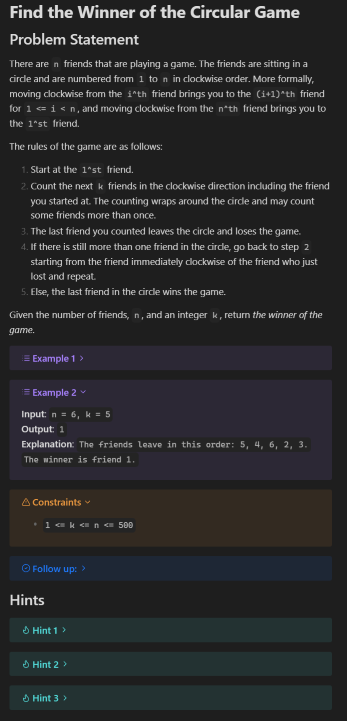 Find the Winner of the Circular Game
Problem Statement
There are n friends that are playing a game. The friends are sitting in a
circle and are numbered from 1 to n in clockwise order. More formally,
moving clockwise from the i^th friend brings you to the (i+1)^th friend
for 1 <= i < n, and moving clockwise from the n^th friend brings you to
the 1^st friend.
The rules of the game are as follows:
1. Start at the 1^st friend.
2. Count the next k friends in the clockwise direction including the friend
you started at. The counting wraps around the circle and may count
some friends more than once.
3. The last friend you counted leaves the circle and loses the game.
4. If there is still more than one friend in the circle, go back to step 2
starting from the friend immediately clockwise of the friend who just
lost and repeat.
5. Else, the last friend in the circle wins the game.
Given the number of friends, n, and an integer k, return the winner of the
game.
Example 1
Example 2
Input: n = 6, k = 5
Output: 1
Explanation: The friends leave in this order: 5, 4, 6, 2, 3.
The winner is friend 1.
Constraints
1 <= k <= n <= 500
Follow up:
Hints
Hint 1
Hint 2
Hint 3